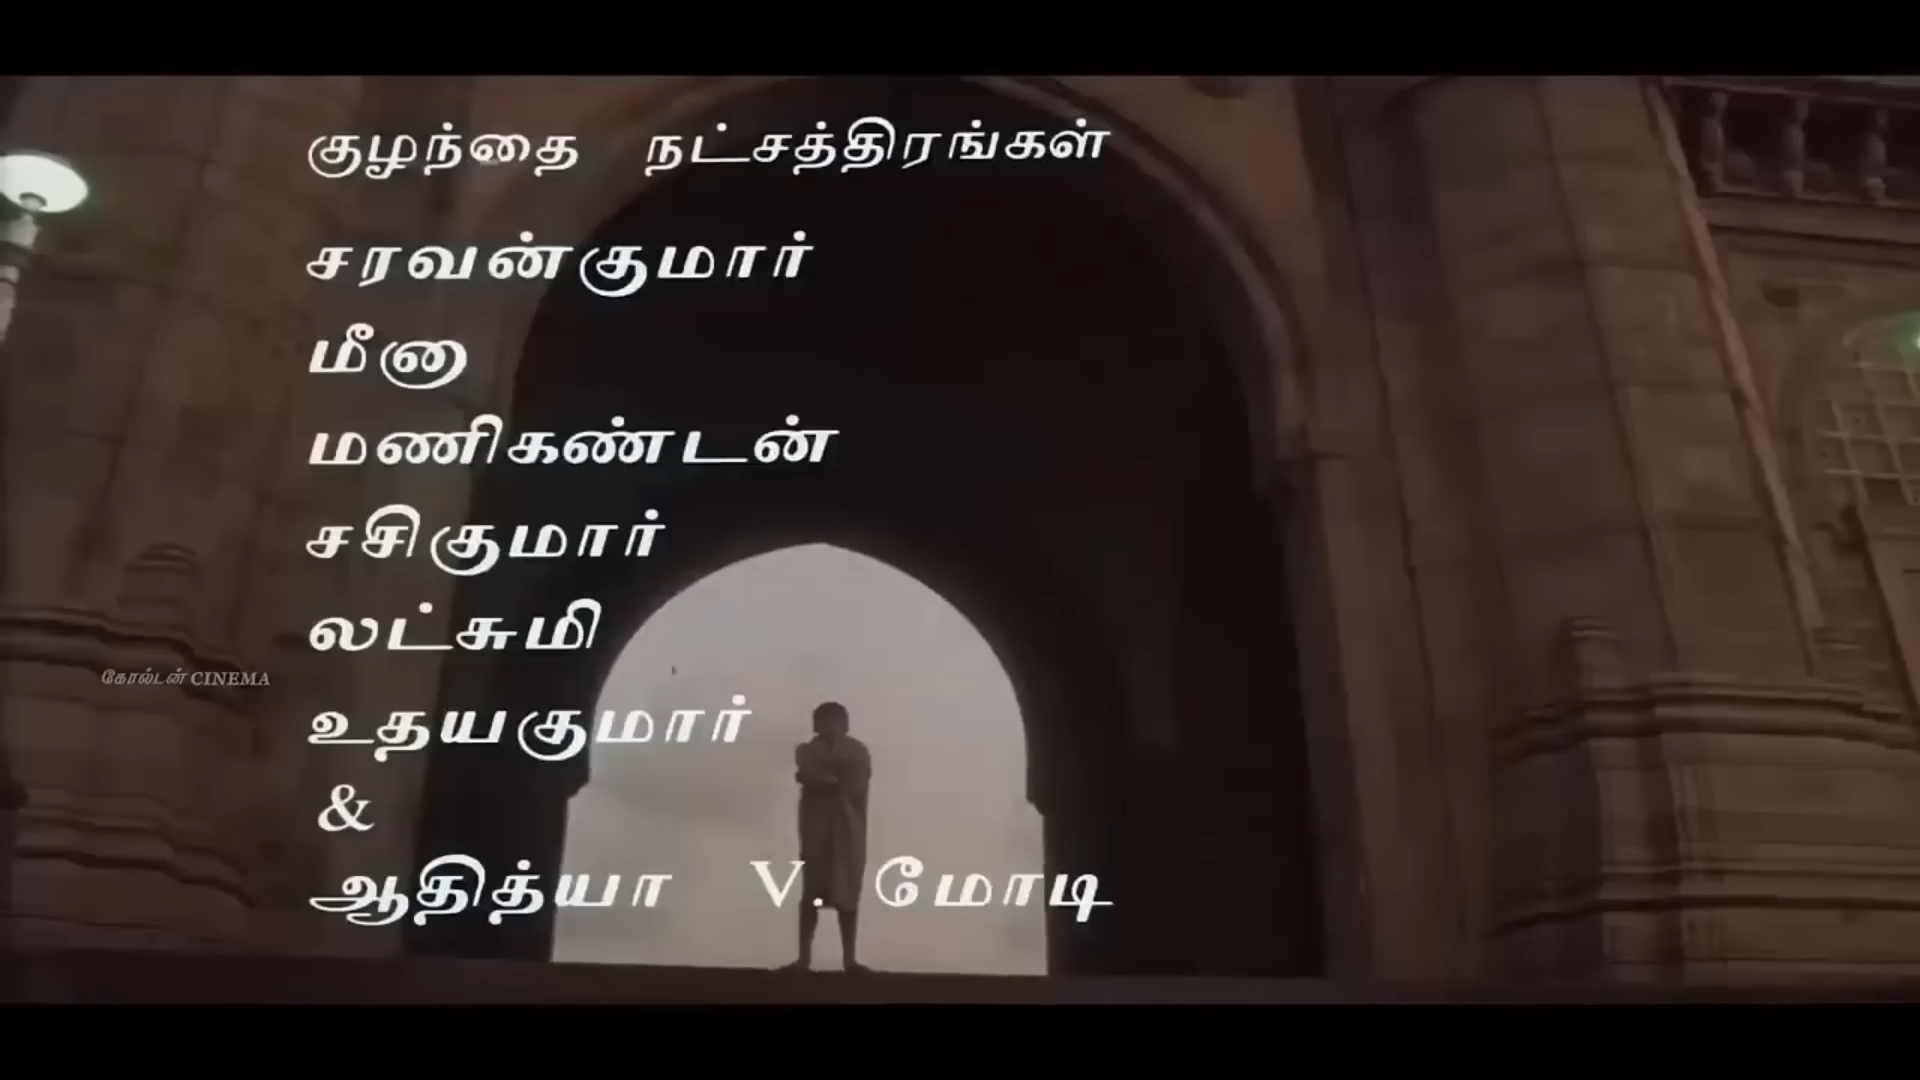 குழந்தை நட்சத்திரங்கள்
சரவன்குமார்
மீனா
மணிகண்டன்
சசிகுமார்
லட்சுமி
உதயகுமார்
&
ஆதித்யா V. மோடி
கோல்டன் CINEMA